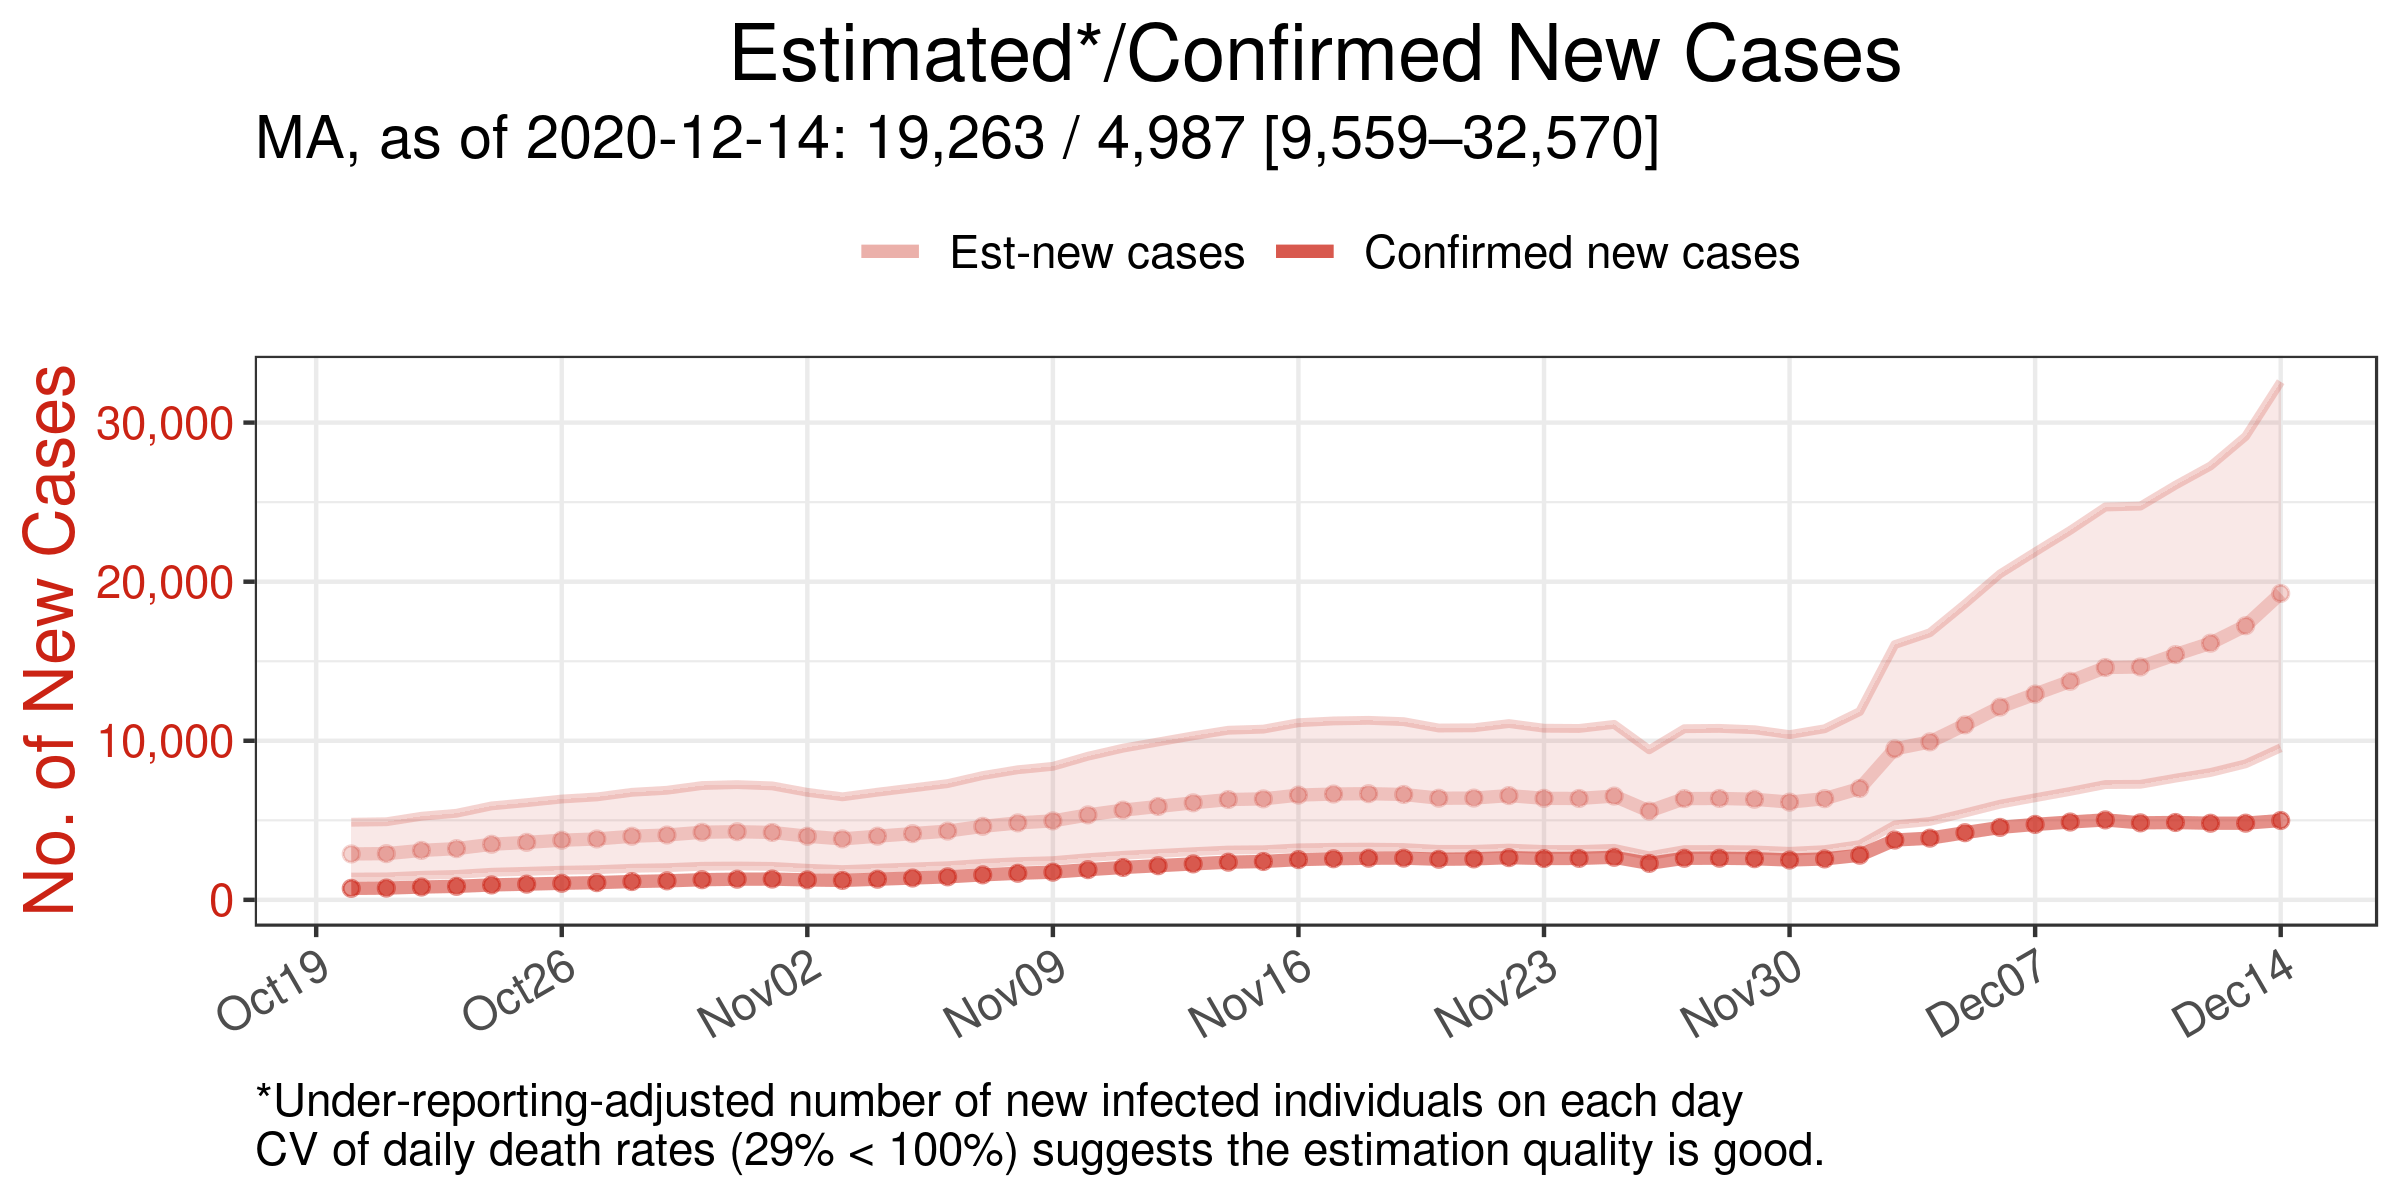 Estimated*/Confirmed New Cases
MA, as of 2020-12-14: 19,263 / 4,987 [9,559–32,570]
Est-new cases
Confirmed new cases
No. of New Cases
30,000
20,000
10,000
0
Oct19
Oct26
Nov02
Nov09
Nov16
Nov23
Nov30
Dec07
Dec14
*Under-reporting-adjusted number of new infected individuals on each day
CV of daily death rates (29% < 100%) suggests the estimation quality is good.